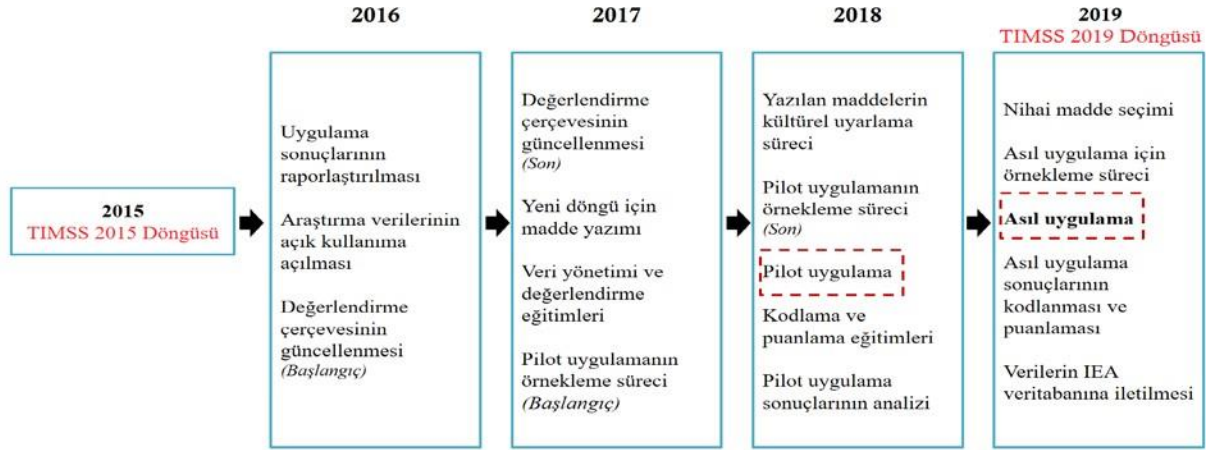 2015
TIMSS 2015 Döngüsü
2016
Uygulama
sonuçlarının
raporlaştırılması
Araştırma verilerinin
açık kullanıma
açılması
Değerlendirme
çerçevesinin
güncellenmesi
(Başlangıç)
2017
Değerlendirme
çerçevesinin
güncellenmesi
(Son)
Yeni döngü için
madde yazımı
Veri yönetimi ve
değerlendirme
eğitimleri
Pilot uygulamanın
örnekleme süreci
(Başlangıç)
2018
Yazılan maddelerin
kültürel uyarlama
süreci
Pilot uygulamanın
örnekleme süreci
(Son)
Pilot uygulama
Kodlama ve
puanlama eğitimleri
Pilot uygulama
sonuçlarının analizi
2019
TIMSS 2019 Döngüsü
Nihai madde seçimi
Asıl uygulama için
örnekleme süreci
Asıl uygulama
Asıl uygulama
sonuçlarının
kodlanması ve
puanlaması
Verilerin IEA
veritabanına iletilmesi